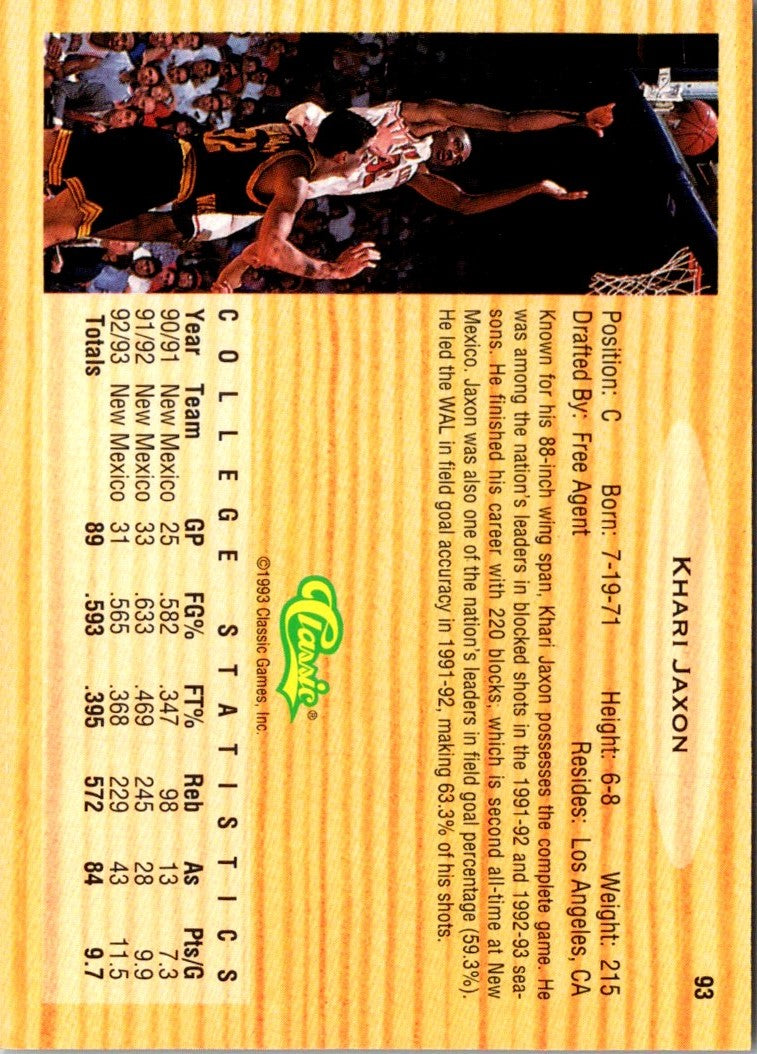 93
KHARI JAXON
Position: C Born: 7-19-71 Height: 6-8 Weight: 215
Drafted By: Free Agent Resides: Los Angeles, CA
Known for his 88-inch wing span, Khari Jaxon possesses the complete game. He
was among the nation's leaders in blocked shots in the 1991-92 and 1992-93 sea-
sons. He finished his career with 220 blocks, which is second all-time at New
Mexico. Jaxon was also one of the nation's leaders in field goal percentage (59.3%).
He led the WAL in field goal accuracy in 1991-92, making 63.3% of his shots.
Classic®
©1993 Classic Games, Inc.
COLLEGE STATISTICS
Year Team GP FG% FT% Reb As Pts/G
90/91 New Mexico 25 .582 .347 98 13 7.3
91/92 New Mexico 33 .633 .469 245 28 9.9
92/93 New Mexico 31 .565 .368 229 43 11.5
Totals 89 .593 .395 572 84 9.7